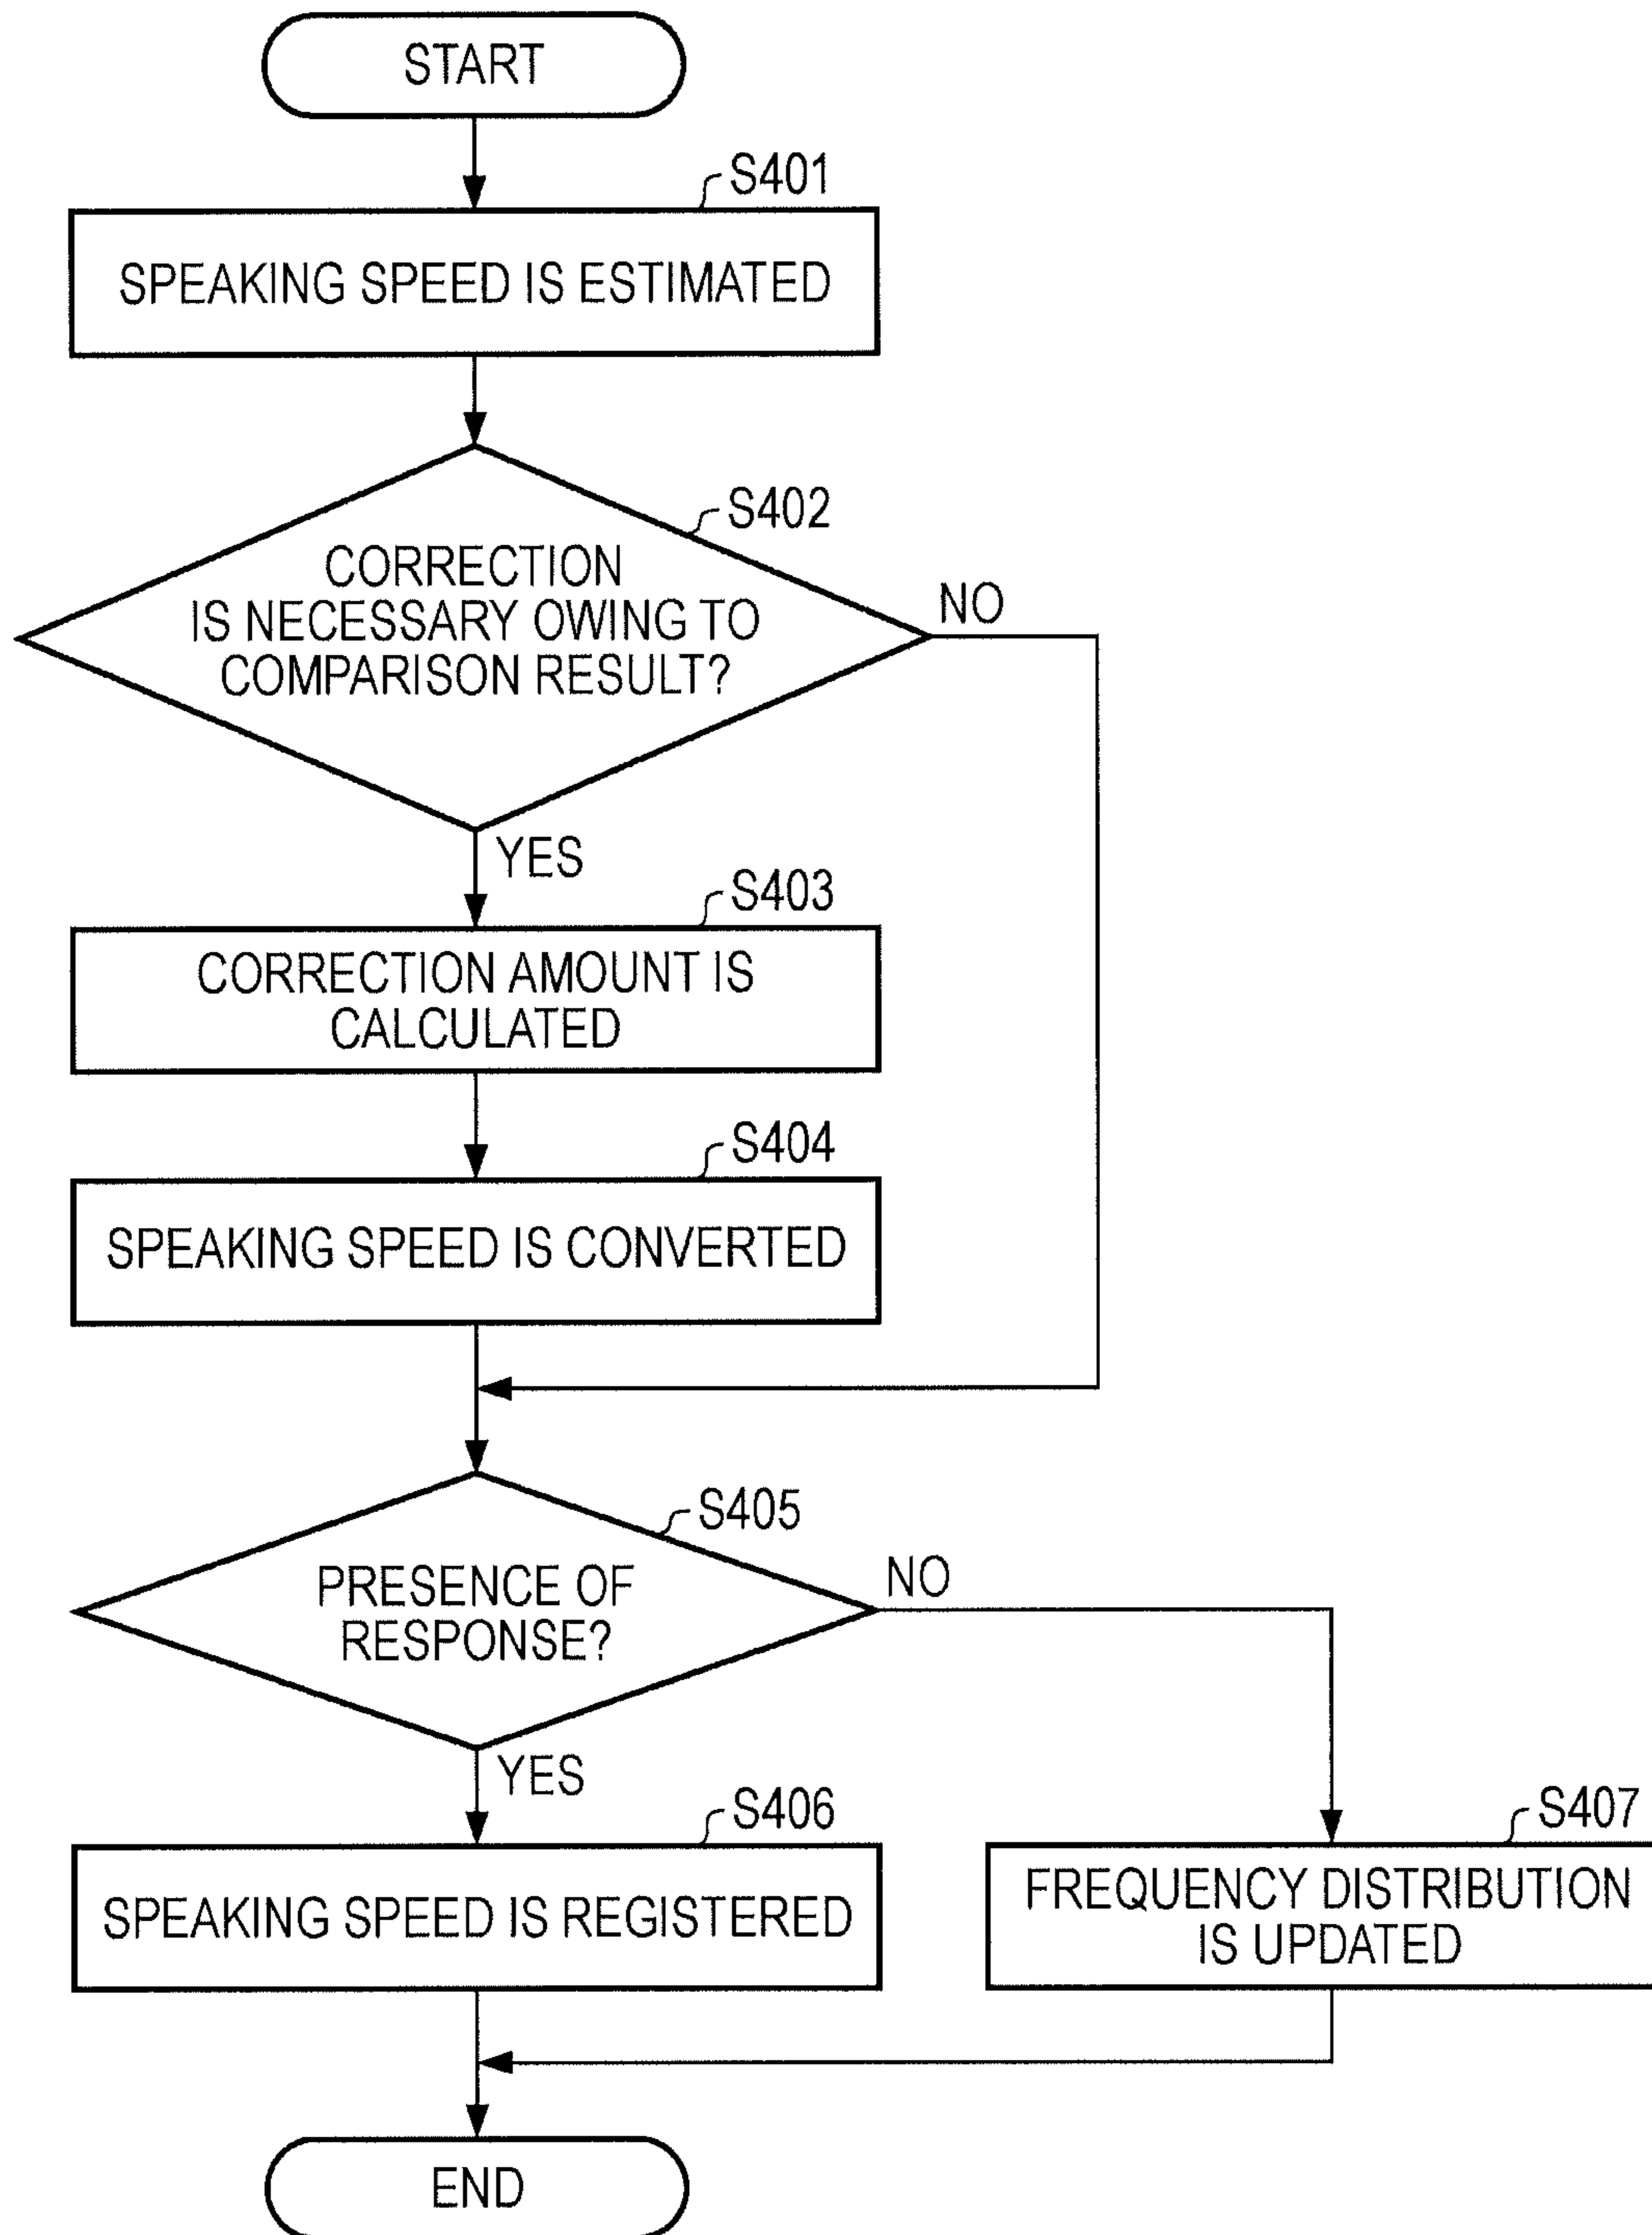 START
S401
SPEAKING SPEED IS ESTIMATED
S402
CORRECTION
IS NECESSARY OWING TO
COMPARISON RESULT?
NO
YES
S403
CORRECTION AMOUNT IS
CALCULATED
S404
SPEAKING SPEED IS CONVERTED
S405
PRESENCE OF
RESPONSE?
NO
YES
S406
SPEAKING SPEED IS REGISTERED
S407
FREQUENCY DISTRIBUTION
IS UPDATED
END